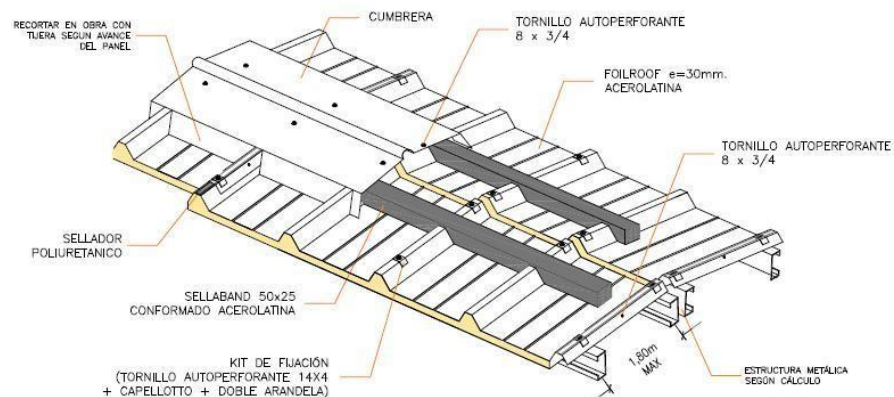 RECORTAR EN OBRA CON
TIJERA SEGUN AVANCE
DEL PANEL
CUMBRERA
TORNILLO AUTOPERFORANTE
8 x 3/4
FOILROOF e=30mm.
ACEROLATINA
TORNILLO AUTOPERFORANTE
8 x 3/4
SELLADOR
POLIURETANICO
SELLABAND 50x25
CONFORMADO ACEROLATINA
KIT DE FIJACIÓN
(TORNILLO AUTOPERFORANTE 14X4
+ CAPELLOTTO + DOBLE ARANDELA)
1,80m
MAX
ESTRUCTURA METÁLICA
SEGÚN CÁLCULO